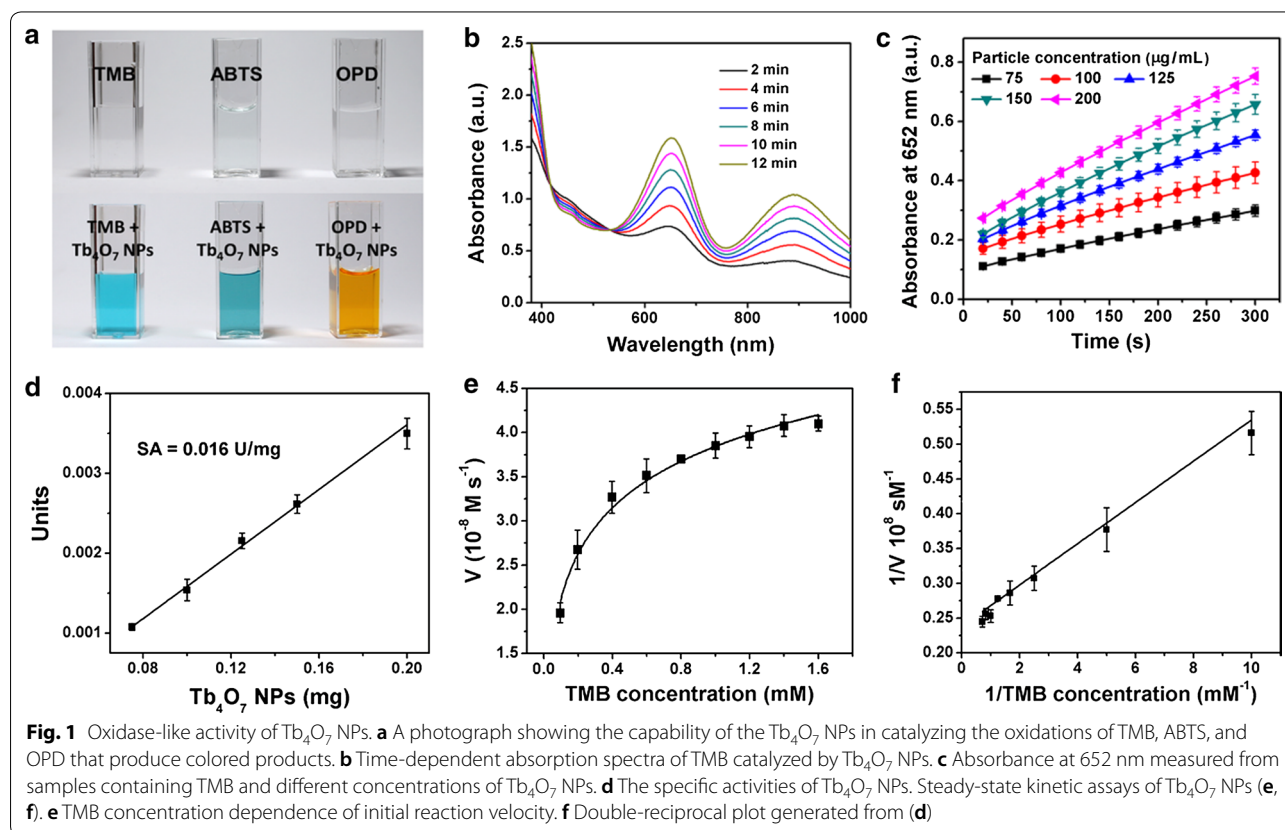 a
TMB
ABTS
OPD
TMB +
Tb₄O₇ NPs
ABTS +
Tb₄O₇ NPs
OPD +
Tb₄O₇ NPs
b
2.5
2.0
1.5
1.0
0.5
0.0
Absorbance (a.u.)
2 min
4 min
6 min
8 min
10 min
12 min
400
600
800
1000
Wavelength (nm)
c
0.8
0.6
0.4
0.2
0.0
Absorbance at 652 nm (a.u.)
Particle concentration (μg/mL)
75 100 125
150 200
0 50 100 150 200 250 300
Time (s)
d
0.004
0.003
0.002
0.001
Units
SA = 0.016 U/mg
0.08 0.12 0.16 0.20
Tb₄O₇ NPs (mg)
e
4.5
4.0
3.5
3.0
2.5
2.0
1.5
V (10⁻⁸ M s⁻¹)
0.0 0.4 0.8 1.2 1.6
TMB concentration (mM)
f
0.55
0.50
0.45
0.40
0.35
0.30
0.25
0.20
1/V 10⁸ sM⁻¹
0 2 4 6 8 10
1/TMB concentration (mM⁻¹)
Fig. 1 Oxidase-like activity of Tb₄O₇ NPs. a A photograph showing the capability of the Tb₄O₇ NPs in catalyzing the oxidations of TMB, ABTS, and
OPD that produce colored products. b Time-dependent absorption spectra of TMB catalyzed by Tb₄O₇ NPs. c Absorbance at 652 nm measured from
samples containing TMB and different concentrations of Tb₄O₇ NPs. d The specific activities of Tb₄O₇ NPs. Steady-state kinetic assays of Tb₄O₇ NPs (e,
f). e TMB concentration dependence of initial reaction velocity. f Double-reciprocal plot generated from (d)